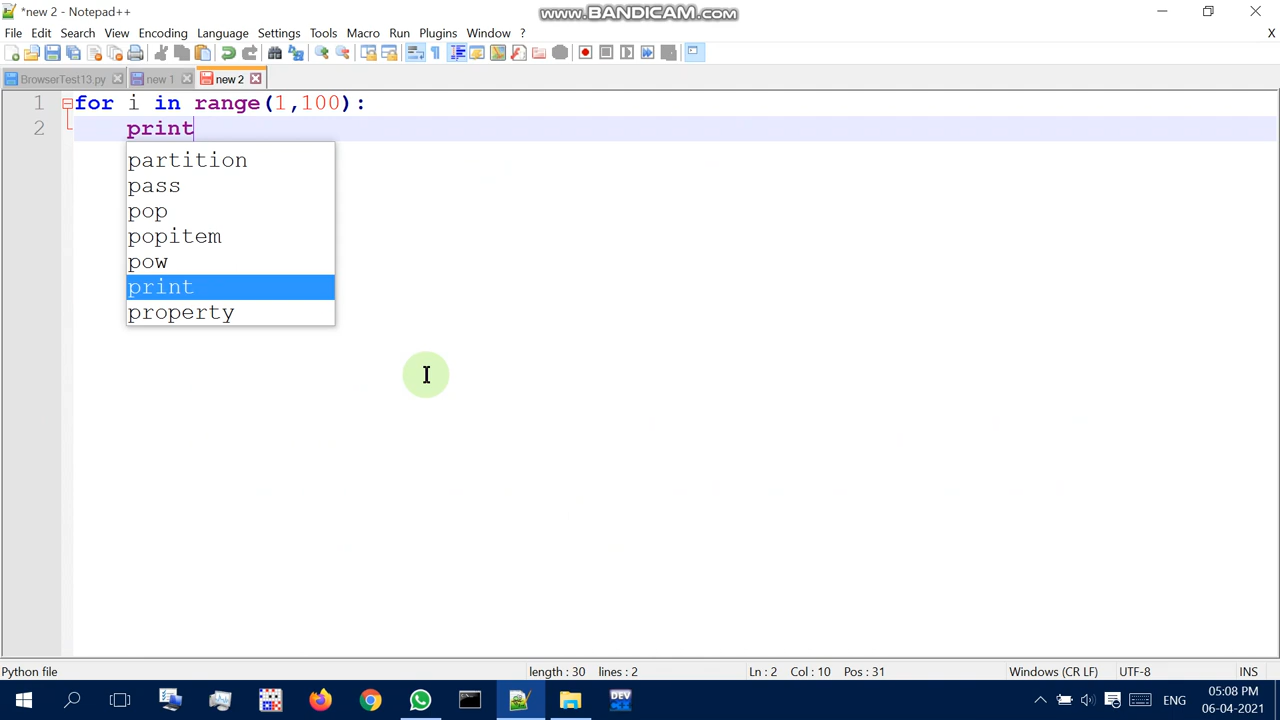 www.BANDICAM.com
*new 2 - Notepad++
File Edit Search View Encoding Language Settings Tools Macro Run Plugins Window ? X
BrowserTest13.py new 1 new 2
1 for i in range(1,100):
2 print
partition
pass
pop
popitem
pow
print
property
Python file length : 30 lines : 2 Ln : 2 Col : 10 Pos : 31 Windows (CR LF) UTF-8 INS
DEV ENG 05:08 PM
06-04-2021